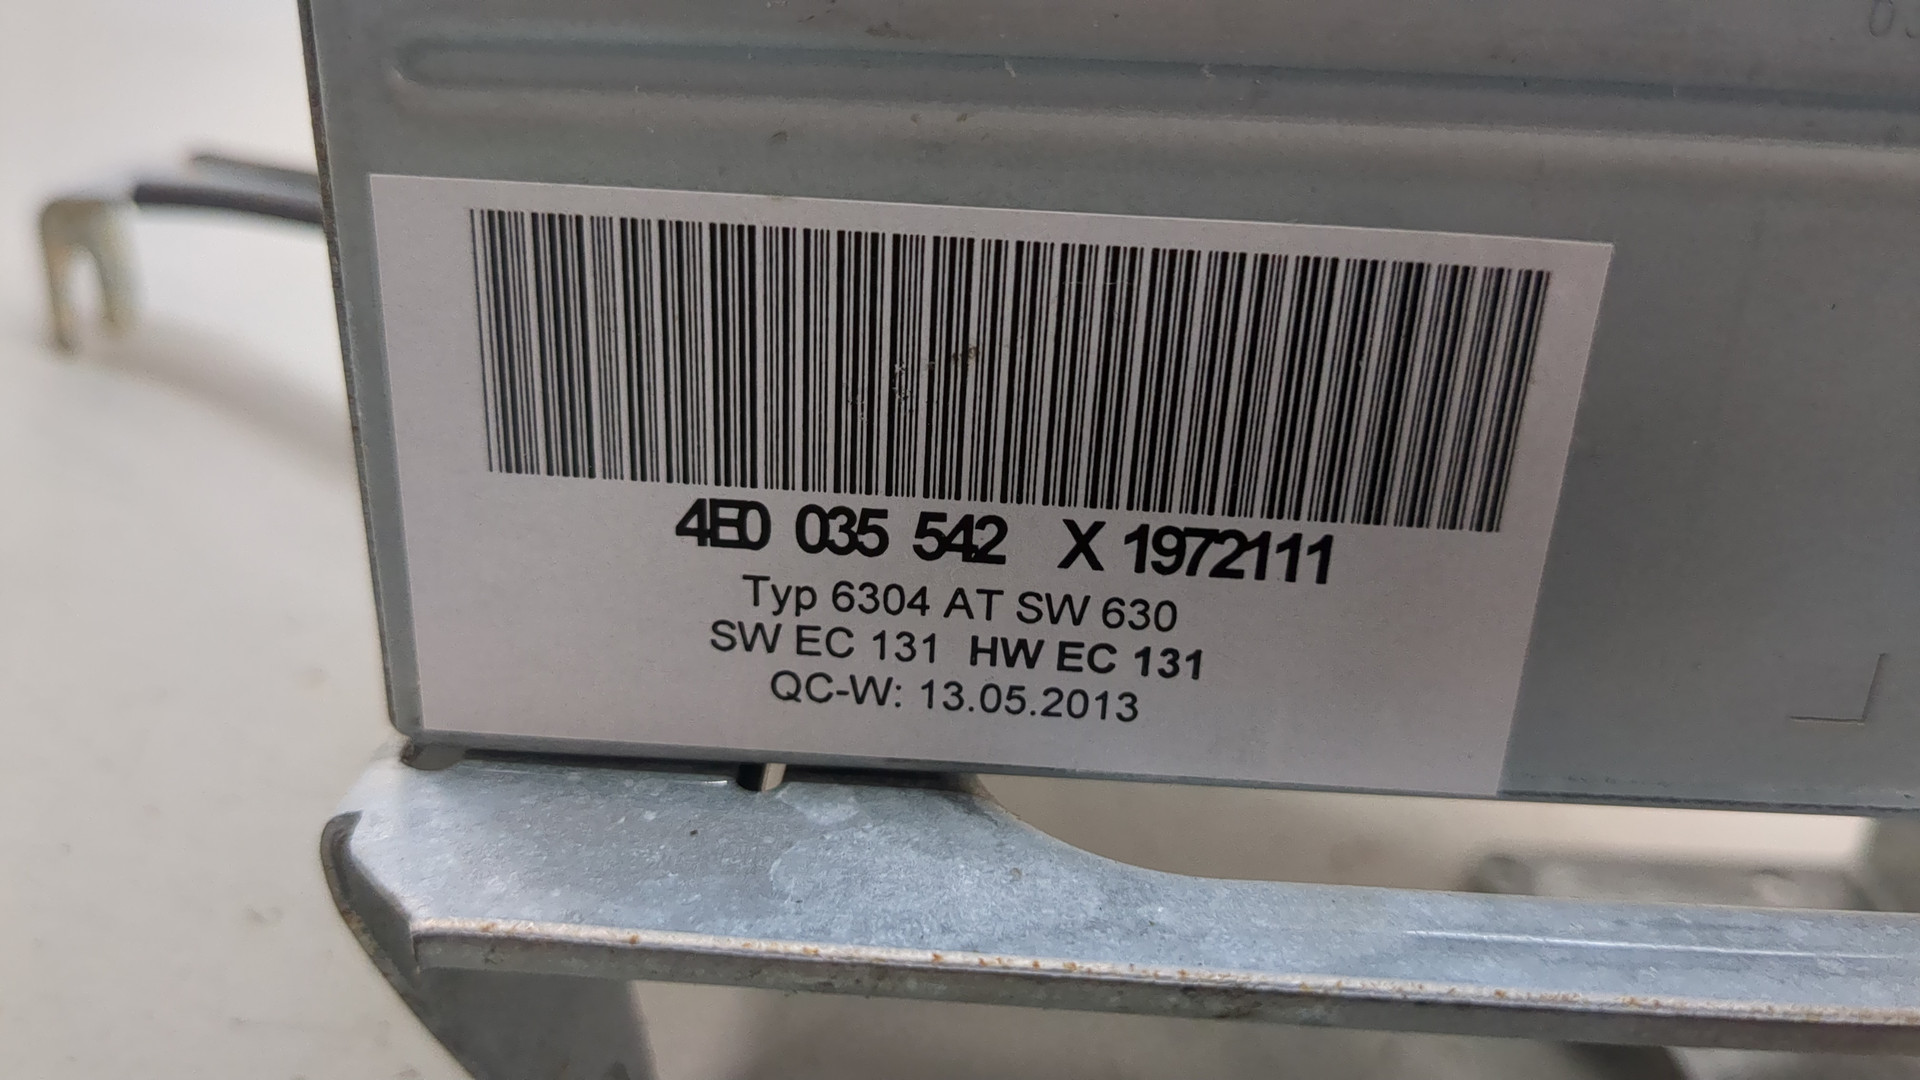 4E0 035 542 X 1972111
Typ 6304 AT SW 630
SW EC 131 HW EC 131
QC-W: 13.05.2013